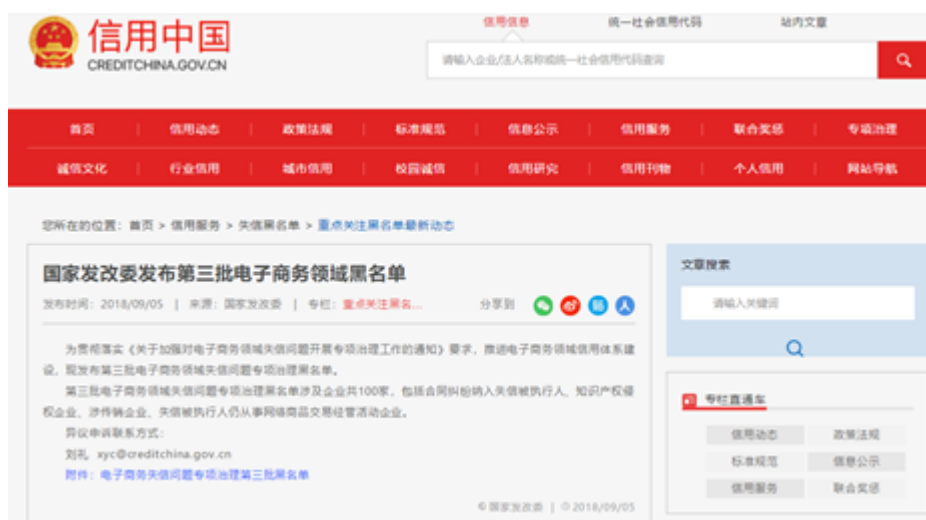 信用信息 统一社会信用代码 站内文章
信用中国
CREDITCHINA.GOV.CN
请输入企业/法人名称或统一社会信用代码查询
首页 信用动态 政策法规 标准规范 信息公示 信用服务 联合奖惩 专项治理
诚信文化 行业信用 城市信用 校园诚信 信用研究 信用刊物 个人信用 网站导航
您所在的位置：首页 > 信用服务 > 失信黑名单 > 重点关注黑名单最新动态
国家发改委发布第三批电子商务领域黑名单
发布时间：2018/09/05 | 来源：国家发改委 | 专栏：重点关注黑名... 分享到
为贯彻落实《关于加强对电子商务领域失信问题开展专项治理工作的通知》要求，推进电子商务领域信用体系建
设，现发布第三批电子商务领域失信问题专项治理黑名单。
第三批电子商务领域失信问题专项治理黑名单涉及企业共100家，包括合同纠纷纳入失信被执行人、知识产权侵
权企业、涉传销企业、失信被执行人仍从事网络商品交易经营活动企业。
异议申诉联系方式：
刘礼 xyc@creditchina.gov.cn
附件：电子商务失信问题专项治理第三批黑名单
©国家发改委 | 2018/09/05
文章搜索
请输入关键词
专栏直通车
信用动态 政策法规
标准规范 信息公示
信用服务 联合奖惩